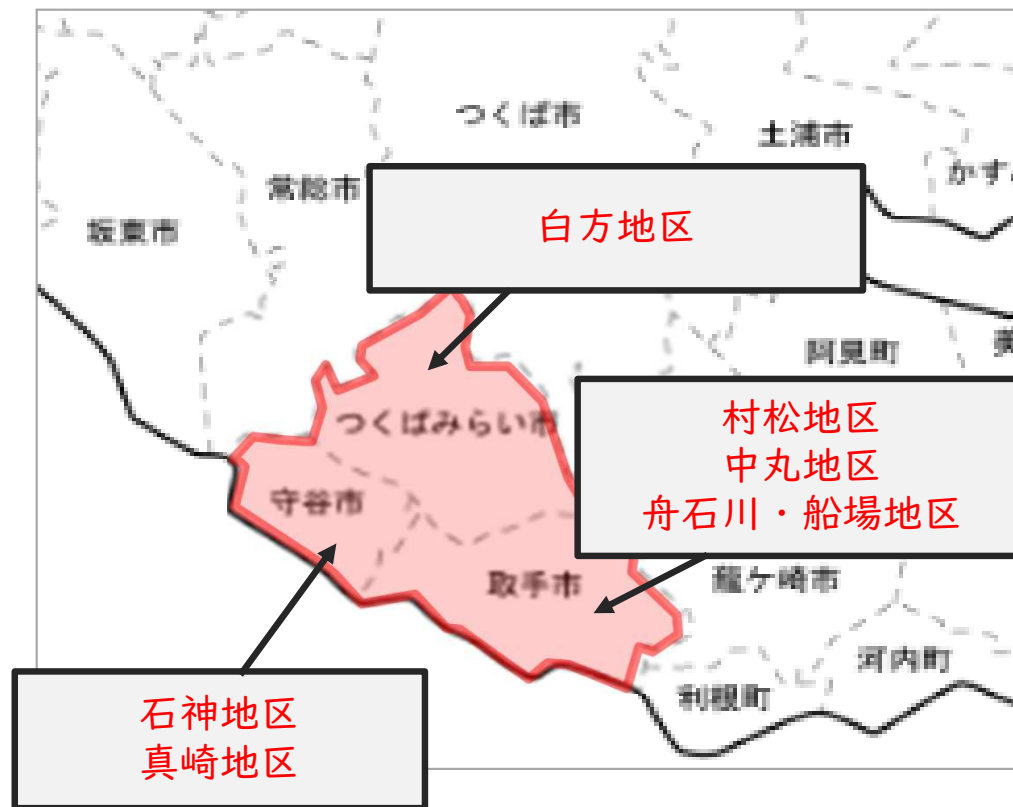 つくば市
土浦市
かすみ
常総市
坂東市
白方地区
阿見町
美
つくばみらい市
村松地区
中丸地区
舟石川・船場地区
守谷市
取手市
龍ケ崎市
河内町
利根町
石神地区
真崎地区